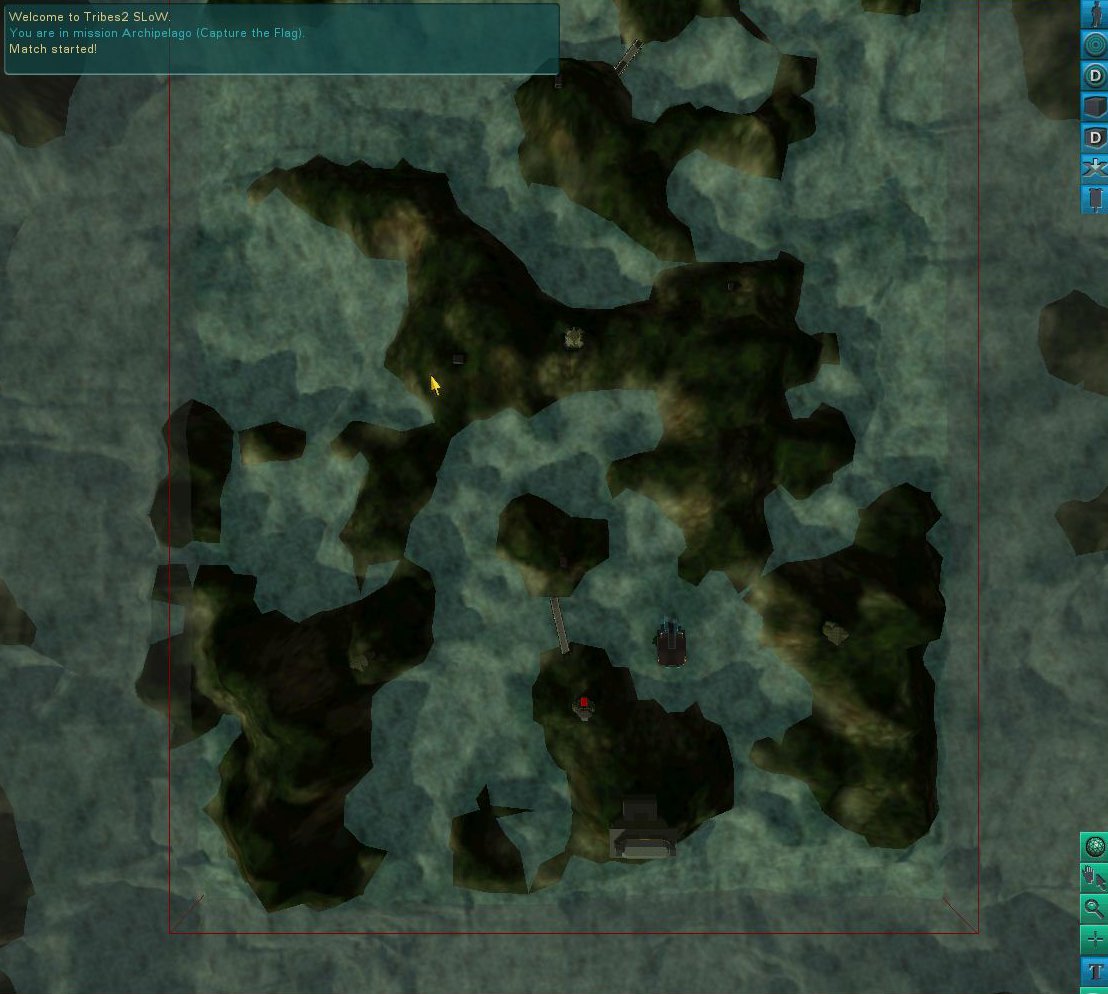 Welcome to Tribes2 SLoW.
You are in mission Archipelago (Capture the Flag).
Match started!
D
D
T